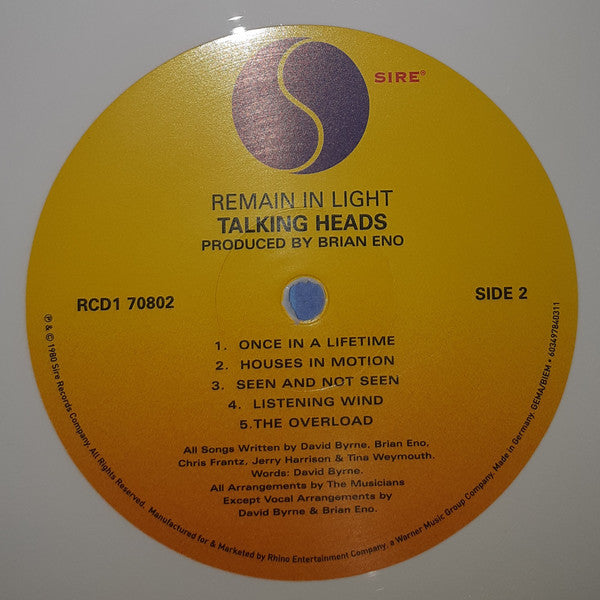 SIRE®
REMAIN IN LIGHT
TALKING HEADS
PRODUCED BY BRIAN ENO
RCD1 70802
SIDE 2
1. ONCE IN A LIFETIME
2. HOUSES IN MOTION
3. SEEN AND NOT SEEN
4. LISTENING WIND
5.THE OVERLOAD
All Songs Written by David Byrne, Brian Eno,
Chris Frantz, Jerry Harrison & Tina Weymouth.
Words: David Byrne.
All Arrangements by The Musicians
Except Vocal Arrangements by
David Byrne & Brian Eno.
℗ & © 1980 Sire Records Company. All Rights Reserved. Manufactured for & Marketed by Rhino Entertainment Company, a Warner Music Group Company. Made in Germany. GEMA/BIEM • 603497840311